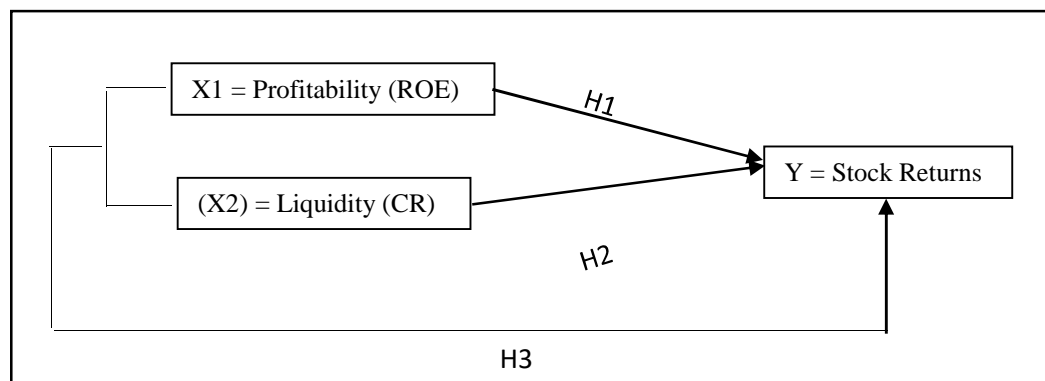 X1 = Profitability (ROE)
H1
Y = Stock Returns
(X2) = Liquidity (CR)
H2
H3